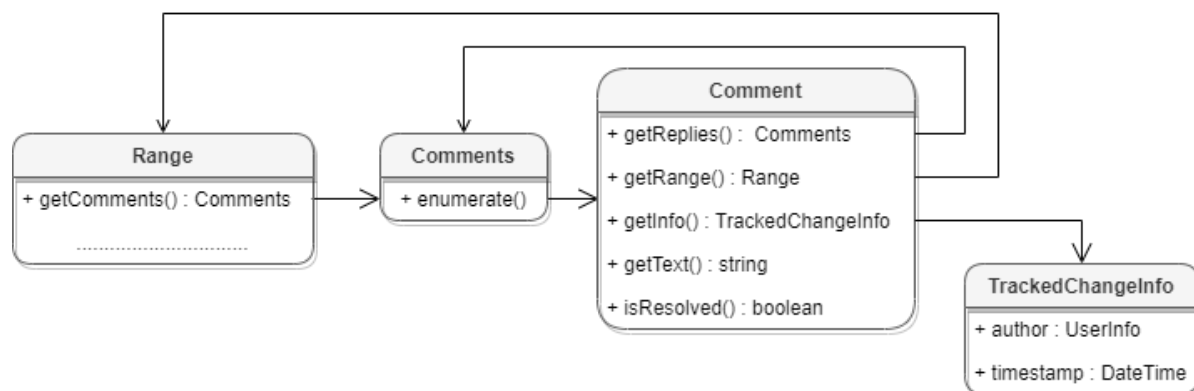 Range
+ getComments() : Comments
..............................
Comments
+ enumerate()
Comment
+ getReplies() :  Comments
+ getRange() : Range
+ getInfo() : TrackedChangeInfo
+ getText() : string
+ isResolved() : boolean
TrackedChangeInfo
+ author : UserInfo
+ timestamp : DateTime